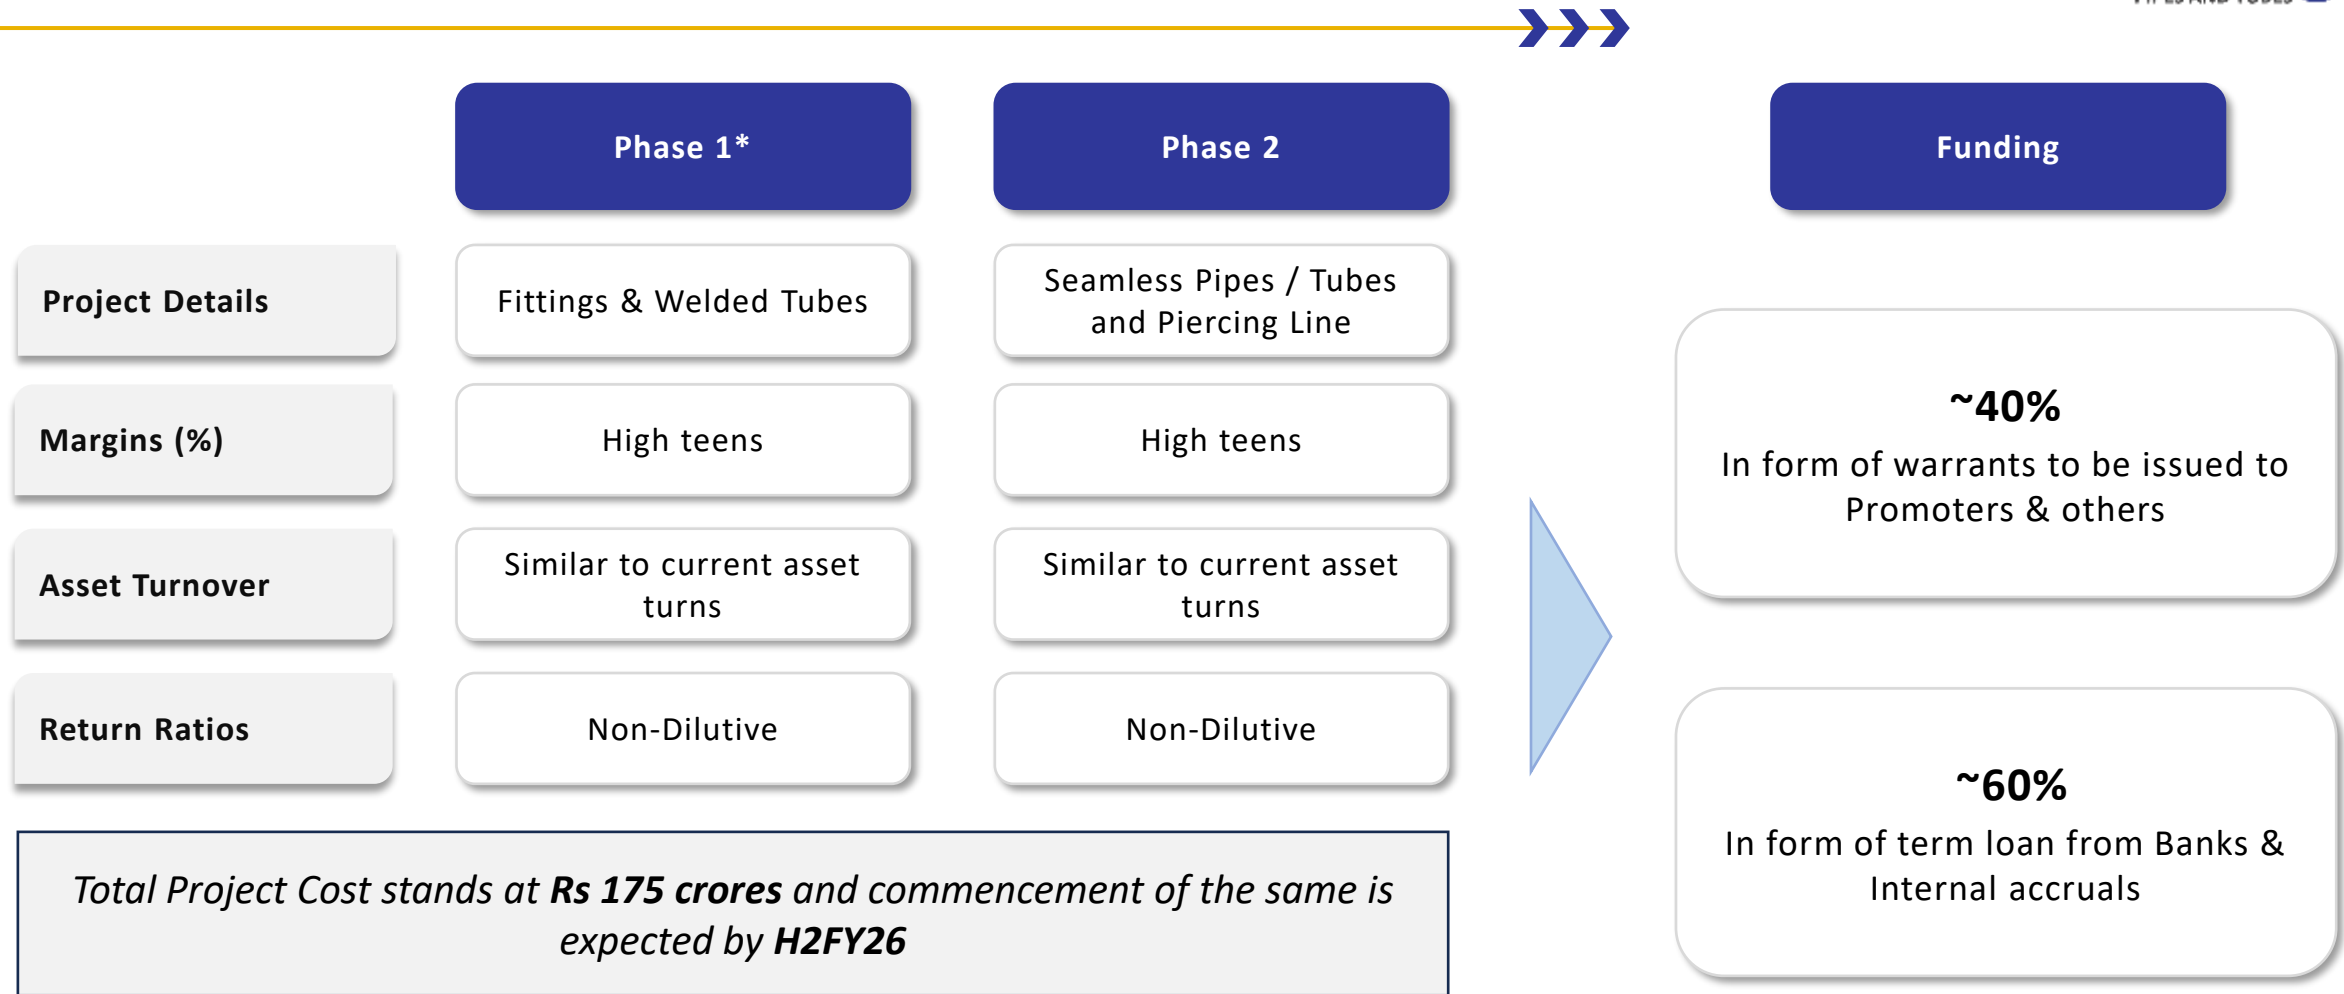 PIPES AND TUBES
Phase 1*
Phase 2
Funding
Project Details
Fittings & Welded Tubes
Seamless Pipes / Tubes
and Piercing Line
Margins (%)
High teens
High teens
Asset Turnover
Similar to current asset
turns
Similar to current asset
turns
Return Ratios
Non-Dilutive
Non-Dilutive
Total Project Cost stands at Rs 175 crores and commencement of the same is
expected by H2FY26
~40%
In form of warrants to be issued to
Promoters & others
~60%
In form of term loan from Banks &
Internal accruals